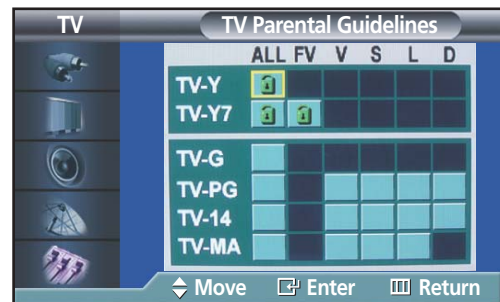 TV
TV Parental Guidelines
ALL FV V S L D
TV-Y
TV-Y7
TV-G
TV-PG
TV-14
TV-MA
Move Enter Return